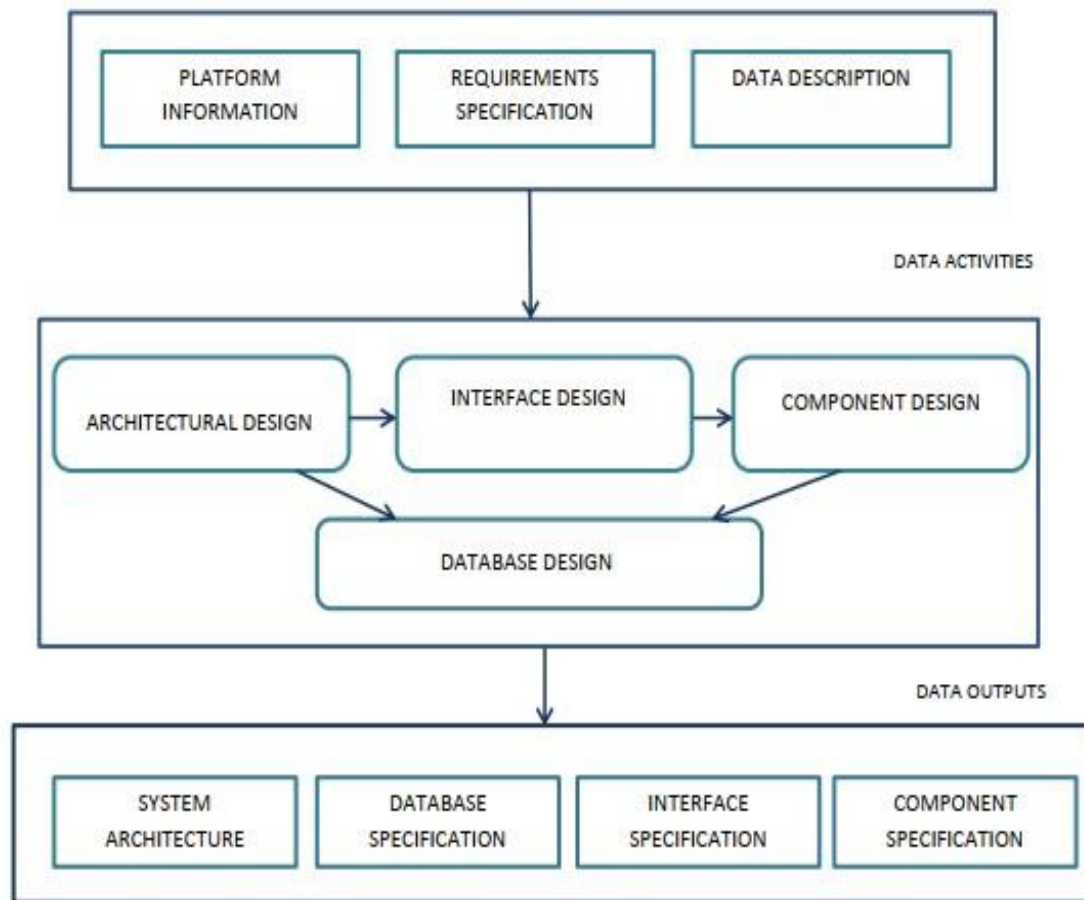 PLATFORM
INFORMATION
REQUIREMENTS
SPECIFICATION
DATA DESCRIPTION
DATA ACTIVITIES
ARCHITECTURAL DESIGN
INTERFACE DESIGN
COMPONENT DESIGN
DATABASE DESIGN
DATA OUTPUTS
SYSTEM
ARCHITECTURE
DATABASE
SPECIFICATION
INTERFACE
SPECIFICATION
COMPONENT
SPECIFICATION